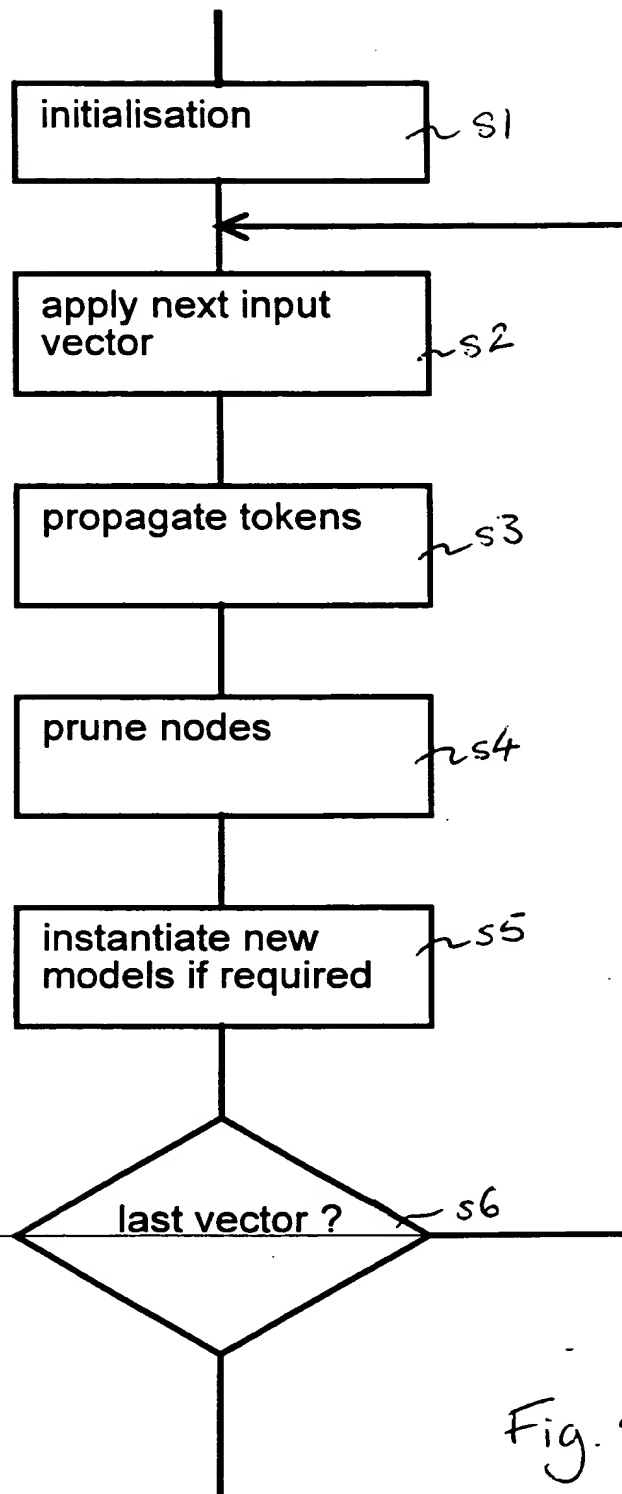 initialisation
s1
apply next input
vector
s2
propagate tokens
s3
prune nodes
s4
instantiate new
models if required
s5
last vector ?
s6
Fig.